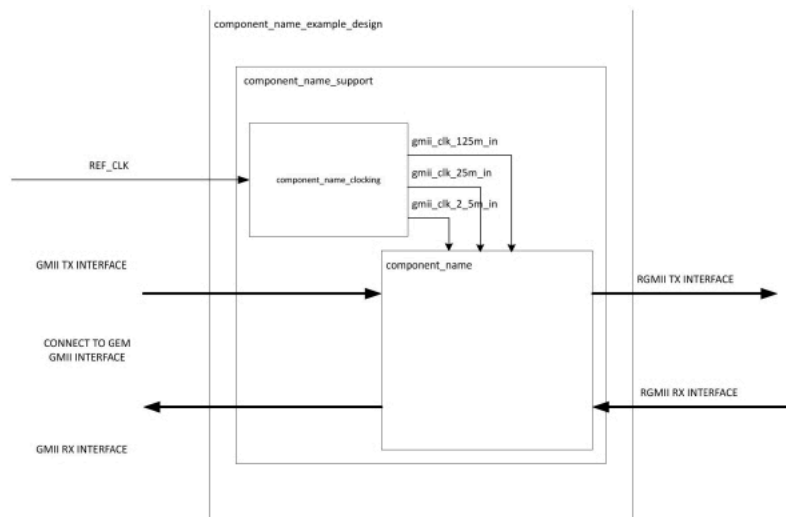 component_name_example_design
component_name_support
gmii_clk_125m_in
REF_CLK
gmii_clk_25m_in
component_name_clocking
gmii_clk_2_5m_in
GMII TX INTERFACE
component_name
RGMII TX INTERFACE
CONNECT TO GEM
GMII INTERFACE
RGMII RX INTERFACE
GMII RX INTERFACE